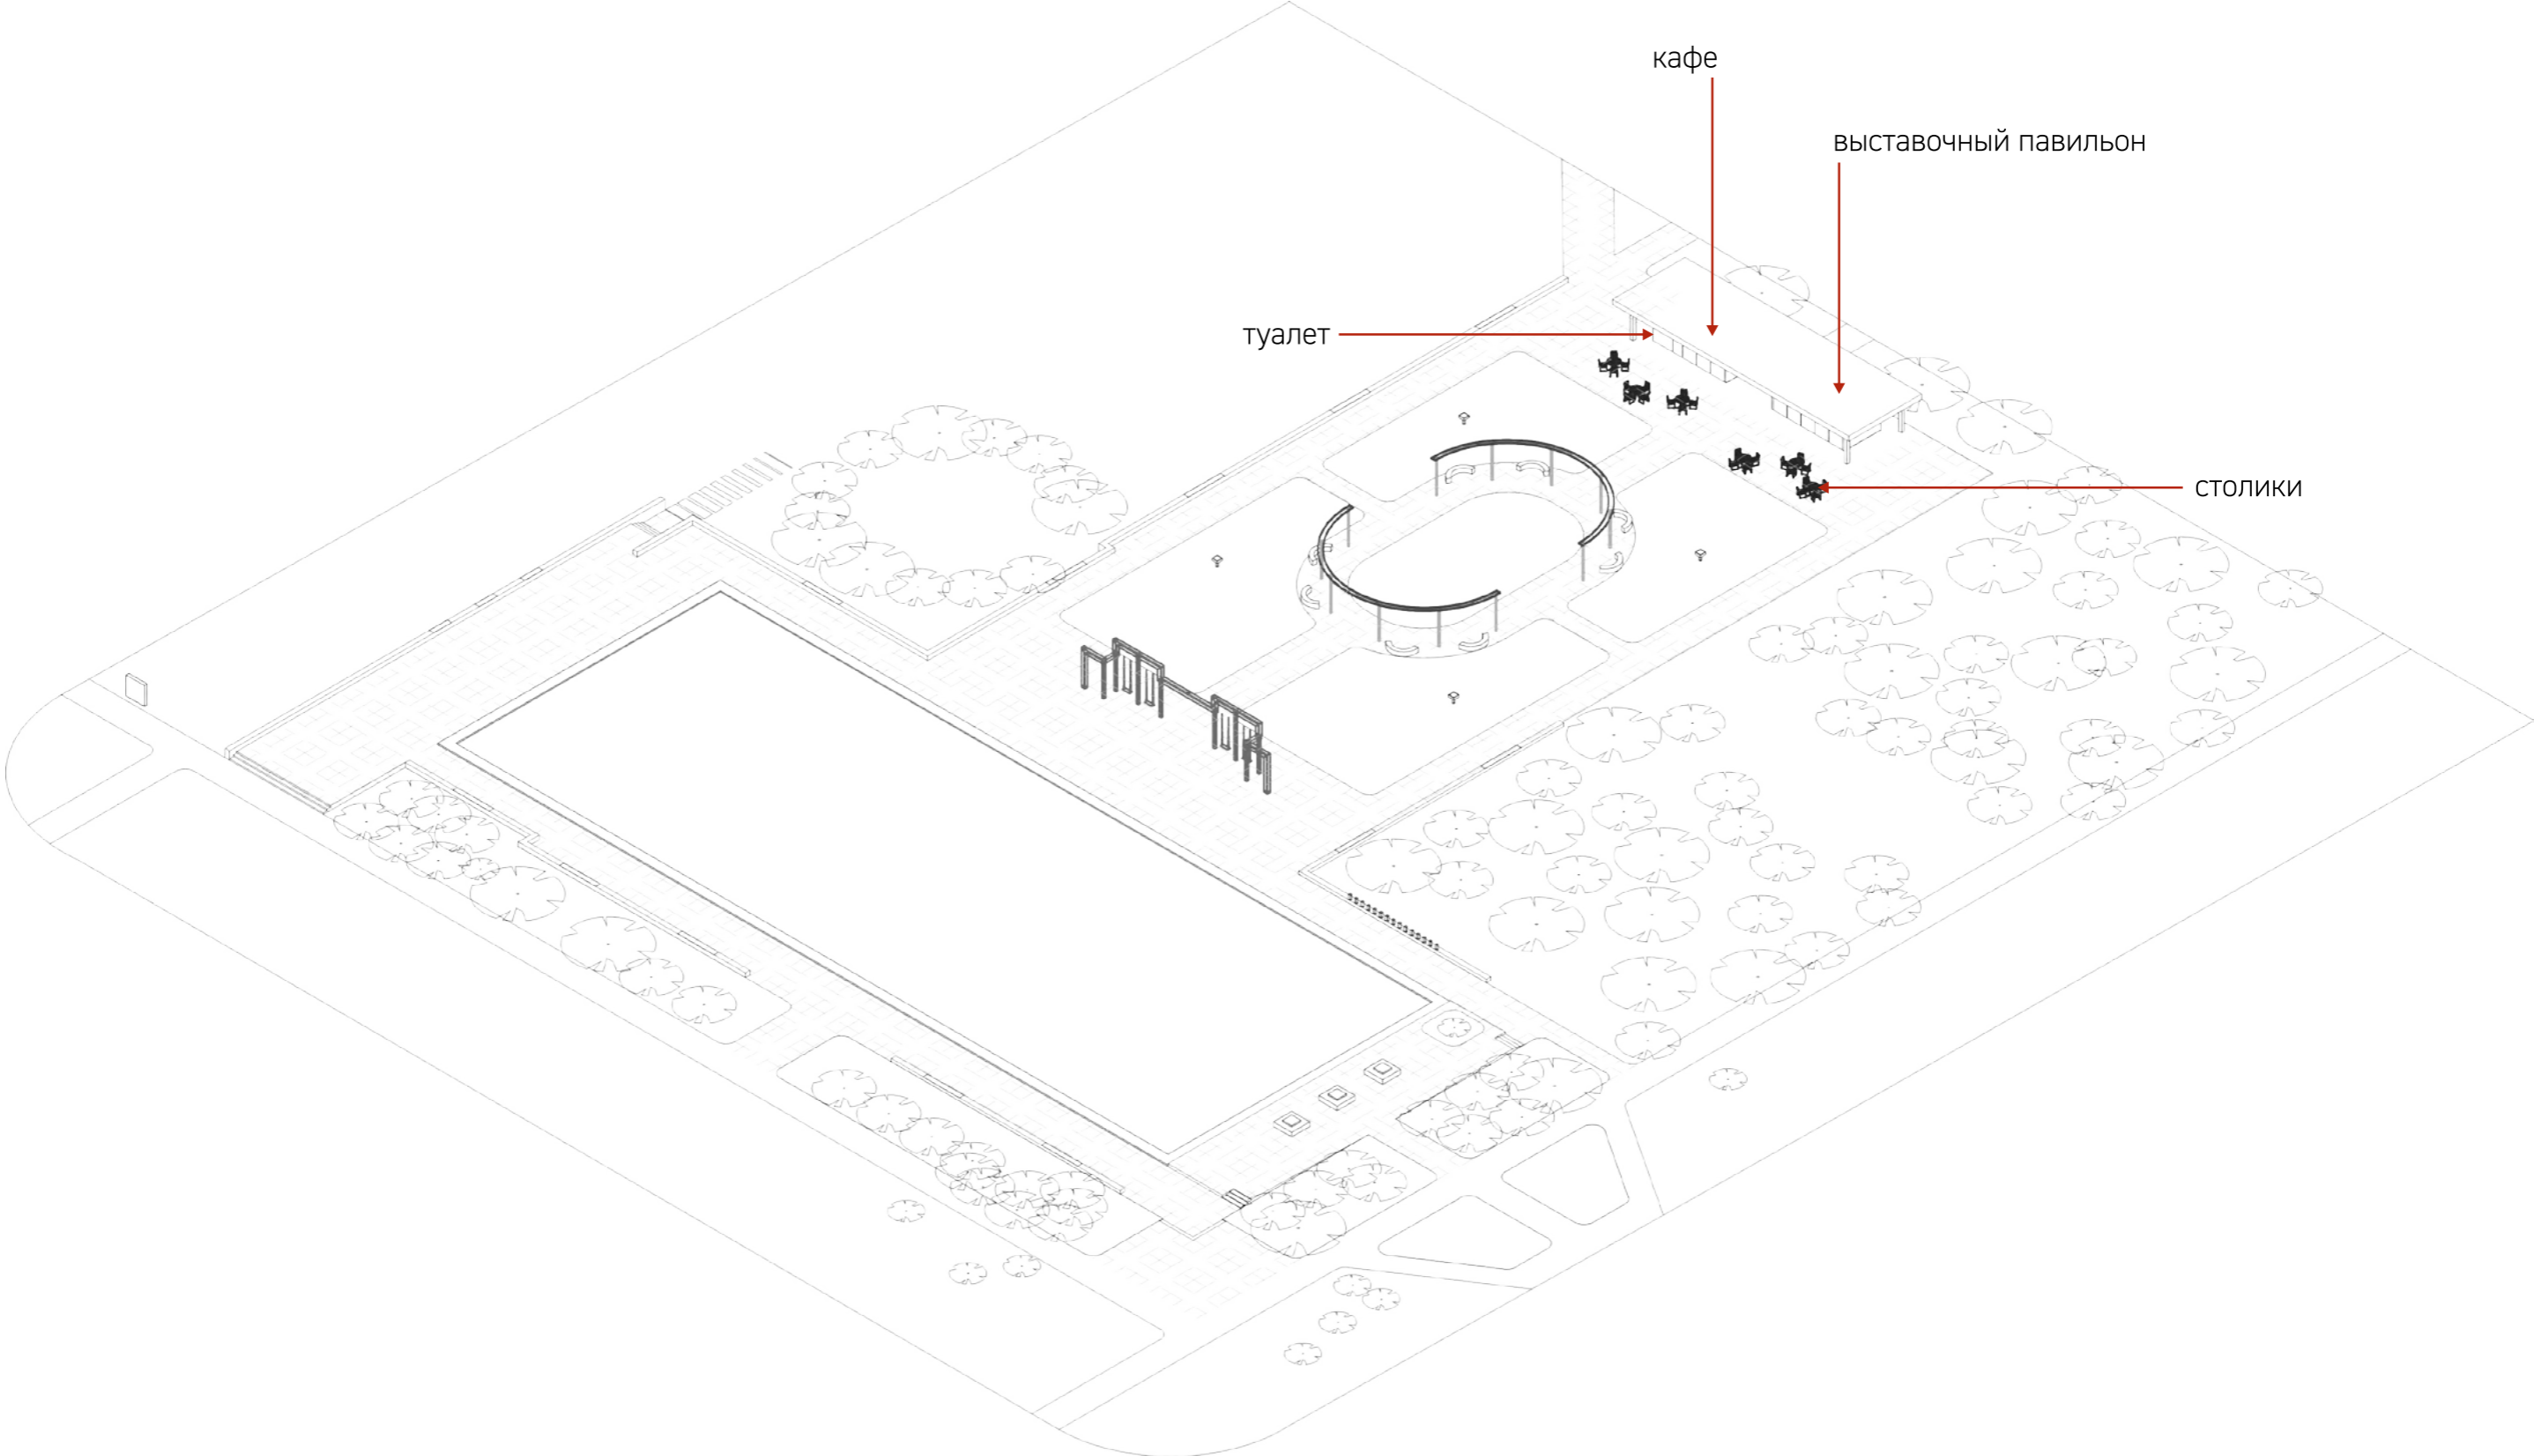 кафе
выставочный павильон
туалет
столики